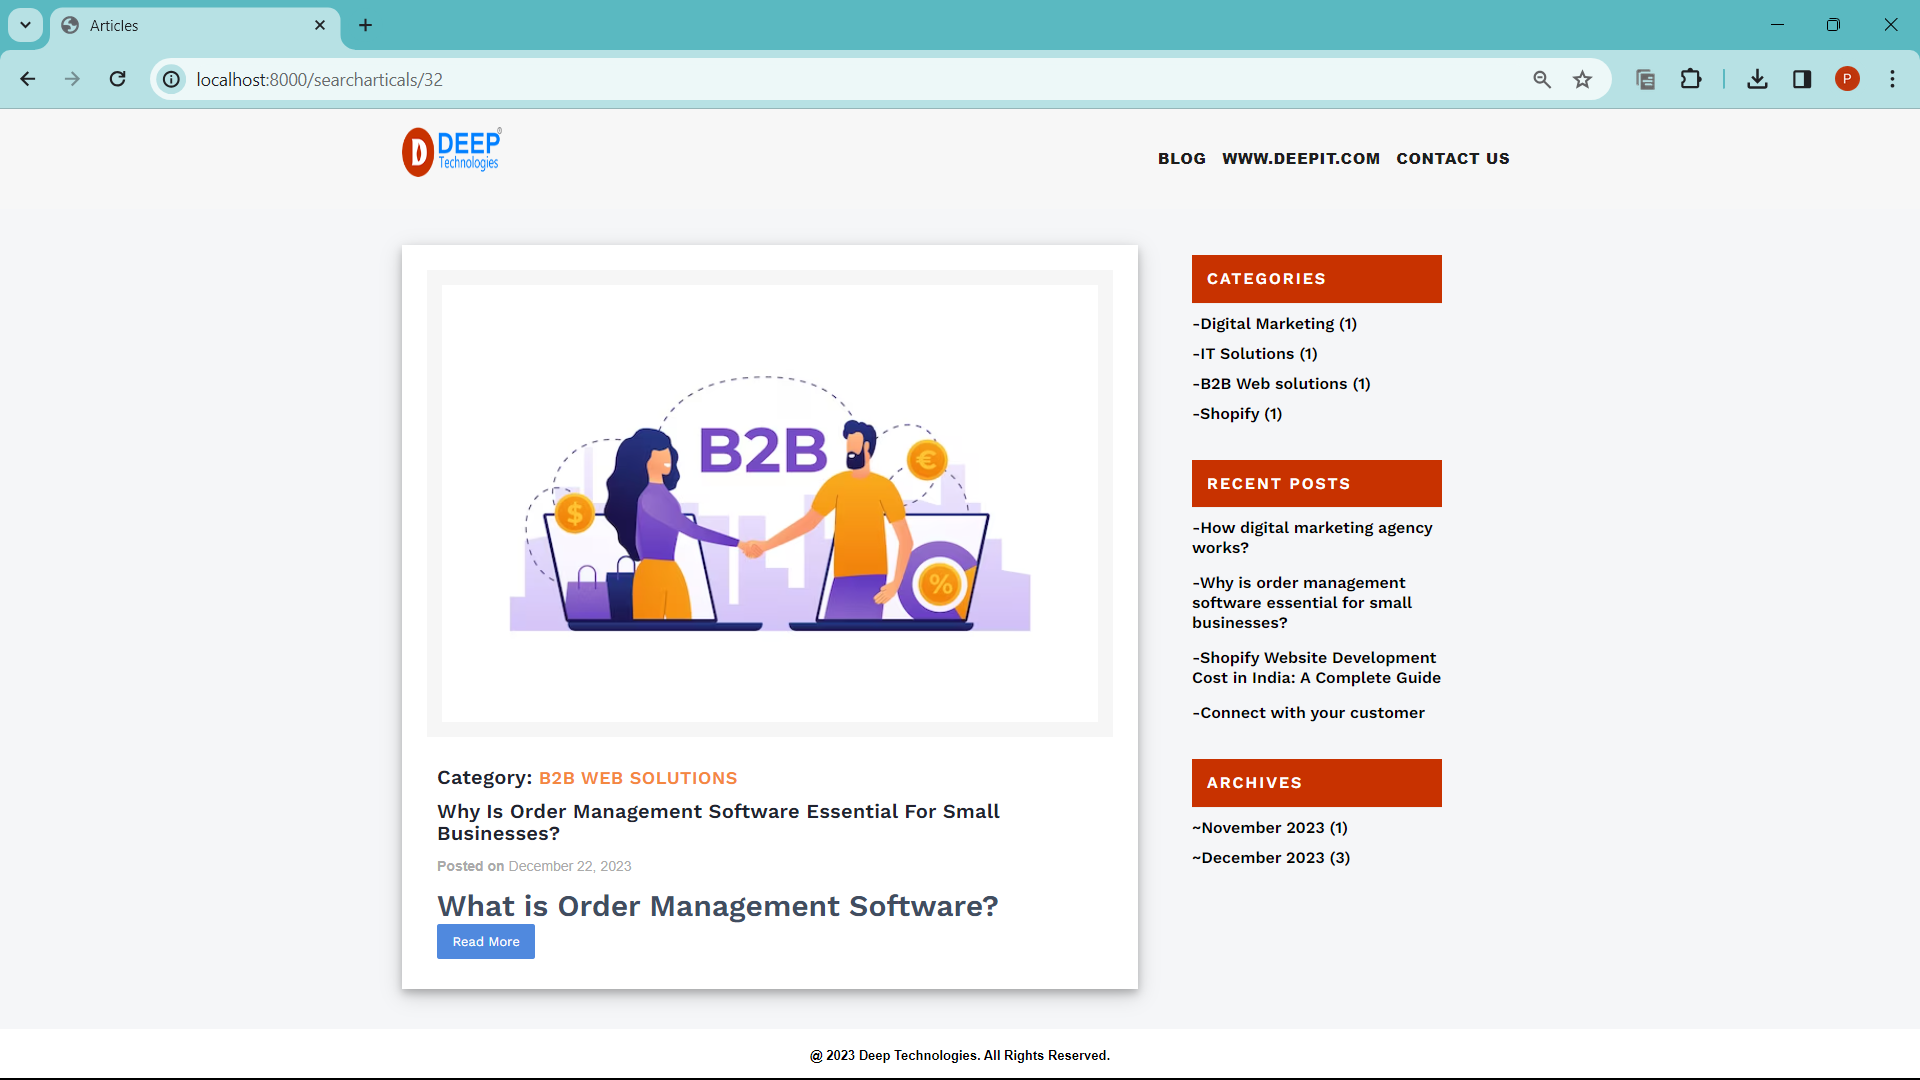 Articles
localhost:8000/searcharticals/32
P
D DEEP®
Technologies
BLOG WWW.DEEPIT.COM CONTACT US
B2B
$
€
%
Category: B2B WEB SOLUTIONS
Why Is Order Management Software Essential For Small
Businesses?
Posted on December 22, 2023
What is Order Management Software?
Read More
CATEGORIES
-Digital Marketing (1)
-IT Solutions (1)
-B2B Web solutions (1)
-Shopify (1)
RECENT POSTS
-How digital marketing agency
works?
-Why is order management
software essential for small
businesses?
-Shopify Website Development
Cost in India: A Complete Guide
-Connect with your customer
ARCHIVES
~November 2023 (1)
~December 2023 (3)
@ 2023 Deep Technologies. All Rights Reserved.